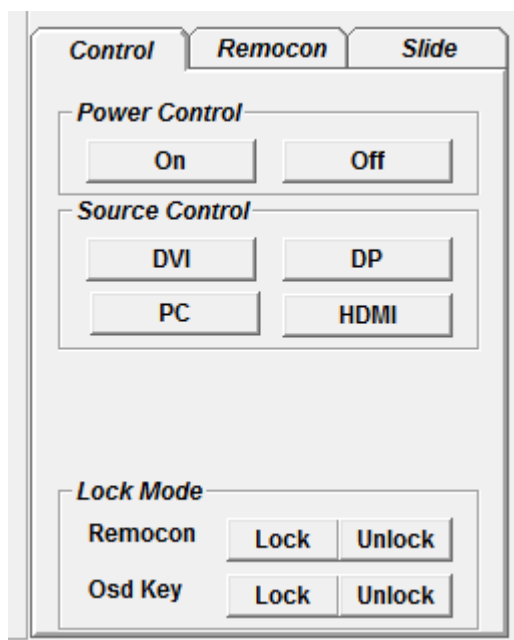 Control Remocon Slide
Power Control
On Off
Source Control
DVI DP
PC HDMI
Lock Mode
Remocon Lock Unlock
Osd Key Lock Unlock